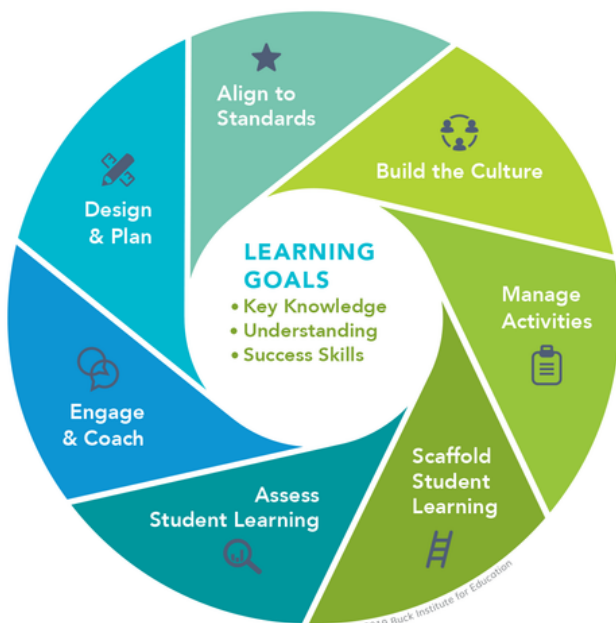 Align to
Standards
Build the Culture
Manage
Activities
Scaffold
Student
Learning
Assess
Student Learning
Engage
& Coach
Design
& Plan
LEARNING
GOALS
• Key Knowledge
• Understanding
• Success Skills
Buck Institute for Education